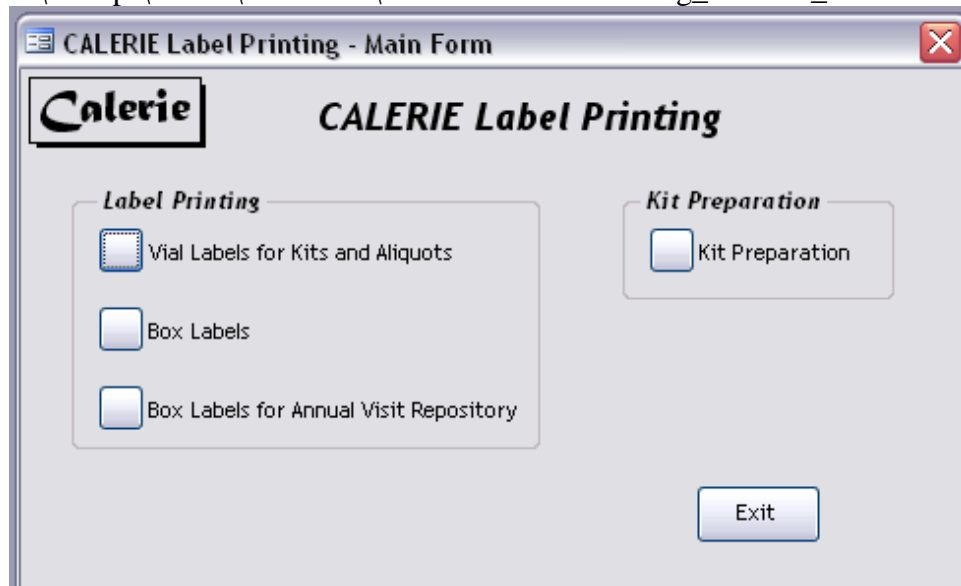 CALERIE Label Printing - Main Form
Calerie
CALERIE Label Printing
Label Printing
Vial Labels for Kits and Aliquots
Box Labels
Box Labels for Annual Visit Repository
Kit Preparation
Kit Preparation
Exit